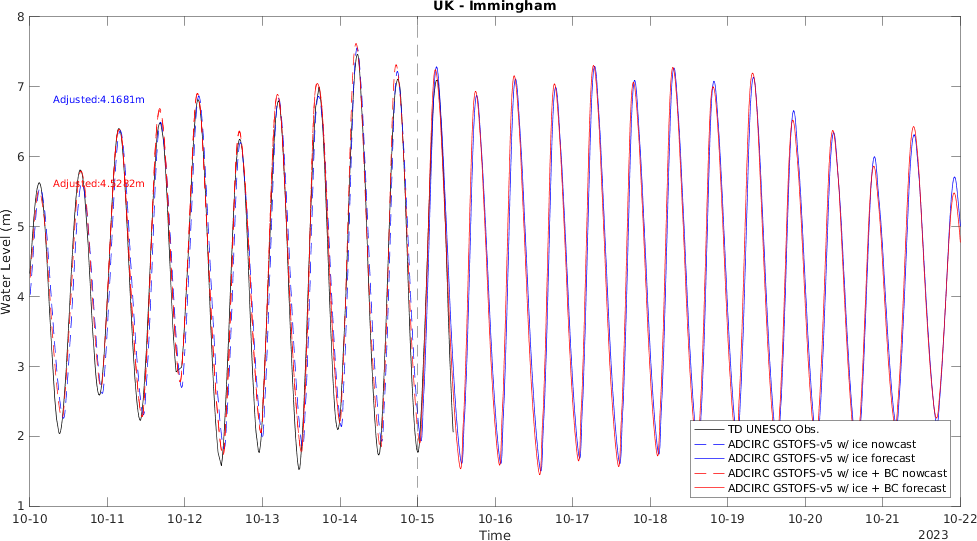 UK - Immingham
8
7
6
5
4
3
2
1
Water Level (m)
Adjusted:4.1681m
Adjusted:4.5282m
TD UNESCO Obs.
ADCIRC GSTOFS-v5 w/ ice nowcast
ADCIRC GSTOFS-v5 w/ ice forecast
ADCIRC GSTOFS-v5 w/ ice + BC nowcast
ADCIRC GSTOFS-v5 w/ ice + BC forecast
10-10 10-11 10-12 10-13 10-14 10-15 10-16 10-17 10-18 10-19 10-20 10-21 10-22
Time
2023